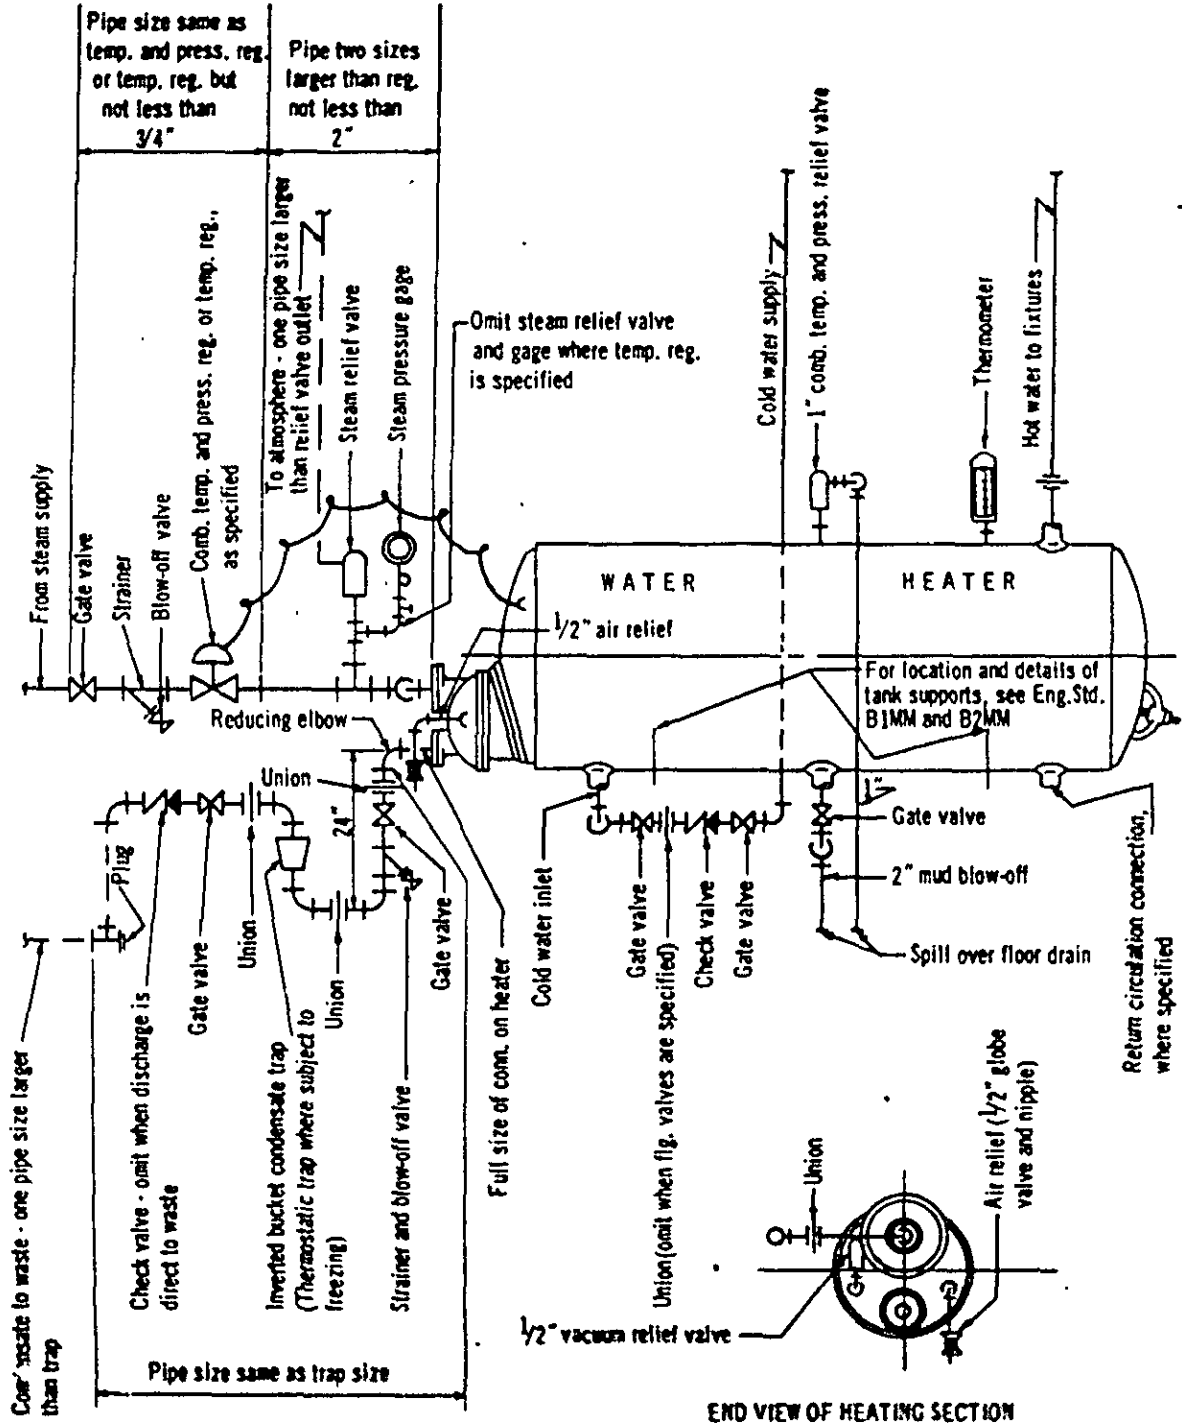 Pipe size same as
temp. and press. reg.
or temp. reg. but
not less than
3/4"
Pipe two sizes
larger than reg.
not less than
2"
From steam supply
Gate valve
Strainer
Blow-off valve
Comb. temp. and press. reg. or temp. reg.,
as specified
To atmosphere - one pipe size larger
than relief valve outlet
Steam relief valve
Steam pressure gage
Omit steam relief valve
and gage where temp. reg.
is specified
Cold water supply
1" comb. temp. and press. relief valve
Thermometer
Hot water to fixtures
WATER HEATER
1/2" air relief
For location and details of
tank supports, see Eng. Std.
B1MM and B2MM
Reducing elbow
Union
24"
Plug
Gate valve
1"
2" mud blow-off
Spill over floor drain
Cold water inlet
Gate valve
Union (omit when flg. valves are specified)
Check valve
Gate valve
Return circulation connection,
where specified
to waste - one pipe size larger
than trap
Check valve - omit when discharge is
direct to waste
Gate valve
Union
Inverted bucket condensate trap
(Thermostatic trap where subject to
freezing)
Union
Strainer and blow-off valve
Gate valve
Full size of conn. on heater
Pipe size same as trap size
Union
Air relief (1/2" globe
valve and nipple)
1/2" vacuum relief valve
END VIEW OF HEATING SECTION